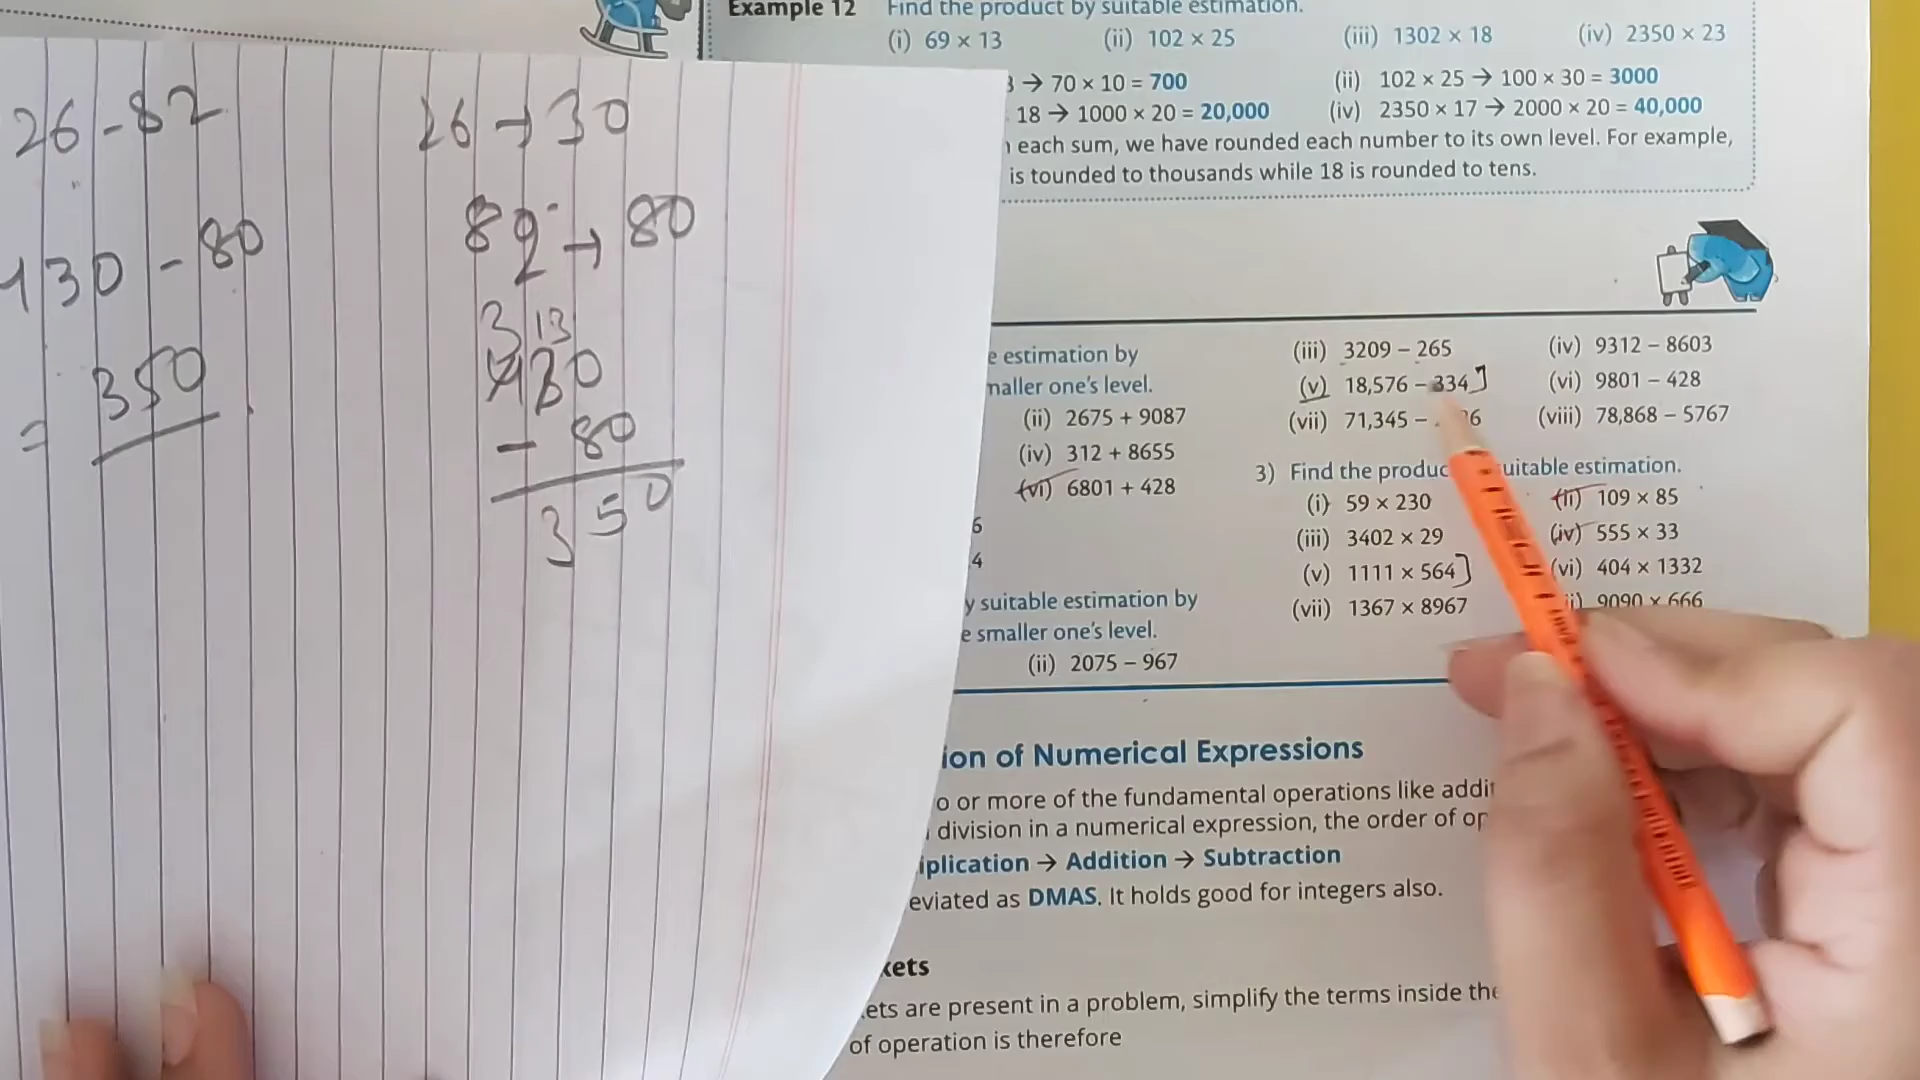 26 - 82
26 → 30
82 → 80
430 - 80
3 13
430
- 80
350
= 350
Example 12 Find the product by suitable estimation.
(i) 69 × 13 (ii) 102 × 25 (iii) 1302 × 18 (iv) 2350 × 23
3 → 70 × 10 = 700 (ii) 102 × 25 → 100 × 30 = 3000
18 → 1000 × 20 = 20,000 (iv) 2350 × 17 → 2000 × 20 = 40,000
each sum, we have rounded each number to its own level. For example,
is tounded to thousands while 18 is rounded to tens.
e estimation by
maller one's level.
(ii) 2675 + 9087
(iv) 312 + 8655
(vi) 6801 + 428
6
4
y suitable estimation by
e smaller one's level.
(ii) 2075 – 967
(iii) 3209 – 265 (iv) 9312 – 8603
(v) 18,576 – 334 (vi) 9801 – 428
(vii) 71,345 – 6 (viii) 78,868 – 5767
3) Find the produc uitable estimation.
(i) 59 × 230 (ii) 109 × 85
(iii) 3402 × 29 (iv) 555 × 33
(v) 1111 × 564 (vi) 404 × 1332
(vii) 1367 × 8967 9090 × 666
ion of Numerical Expressions
o or more of the fundamental operations like addit
division in a numerical expression, the order of op
iplication → Addition → Subtraction
eviated as DMAS. It holds good for integers also.
kets
ets are present in a problem, simplify the terms inside the
of operation is therefore